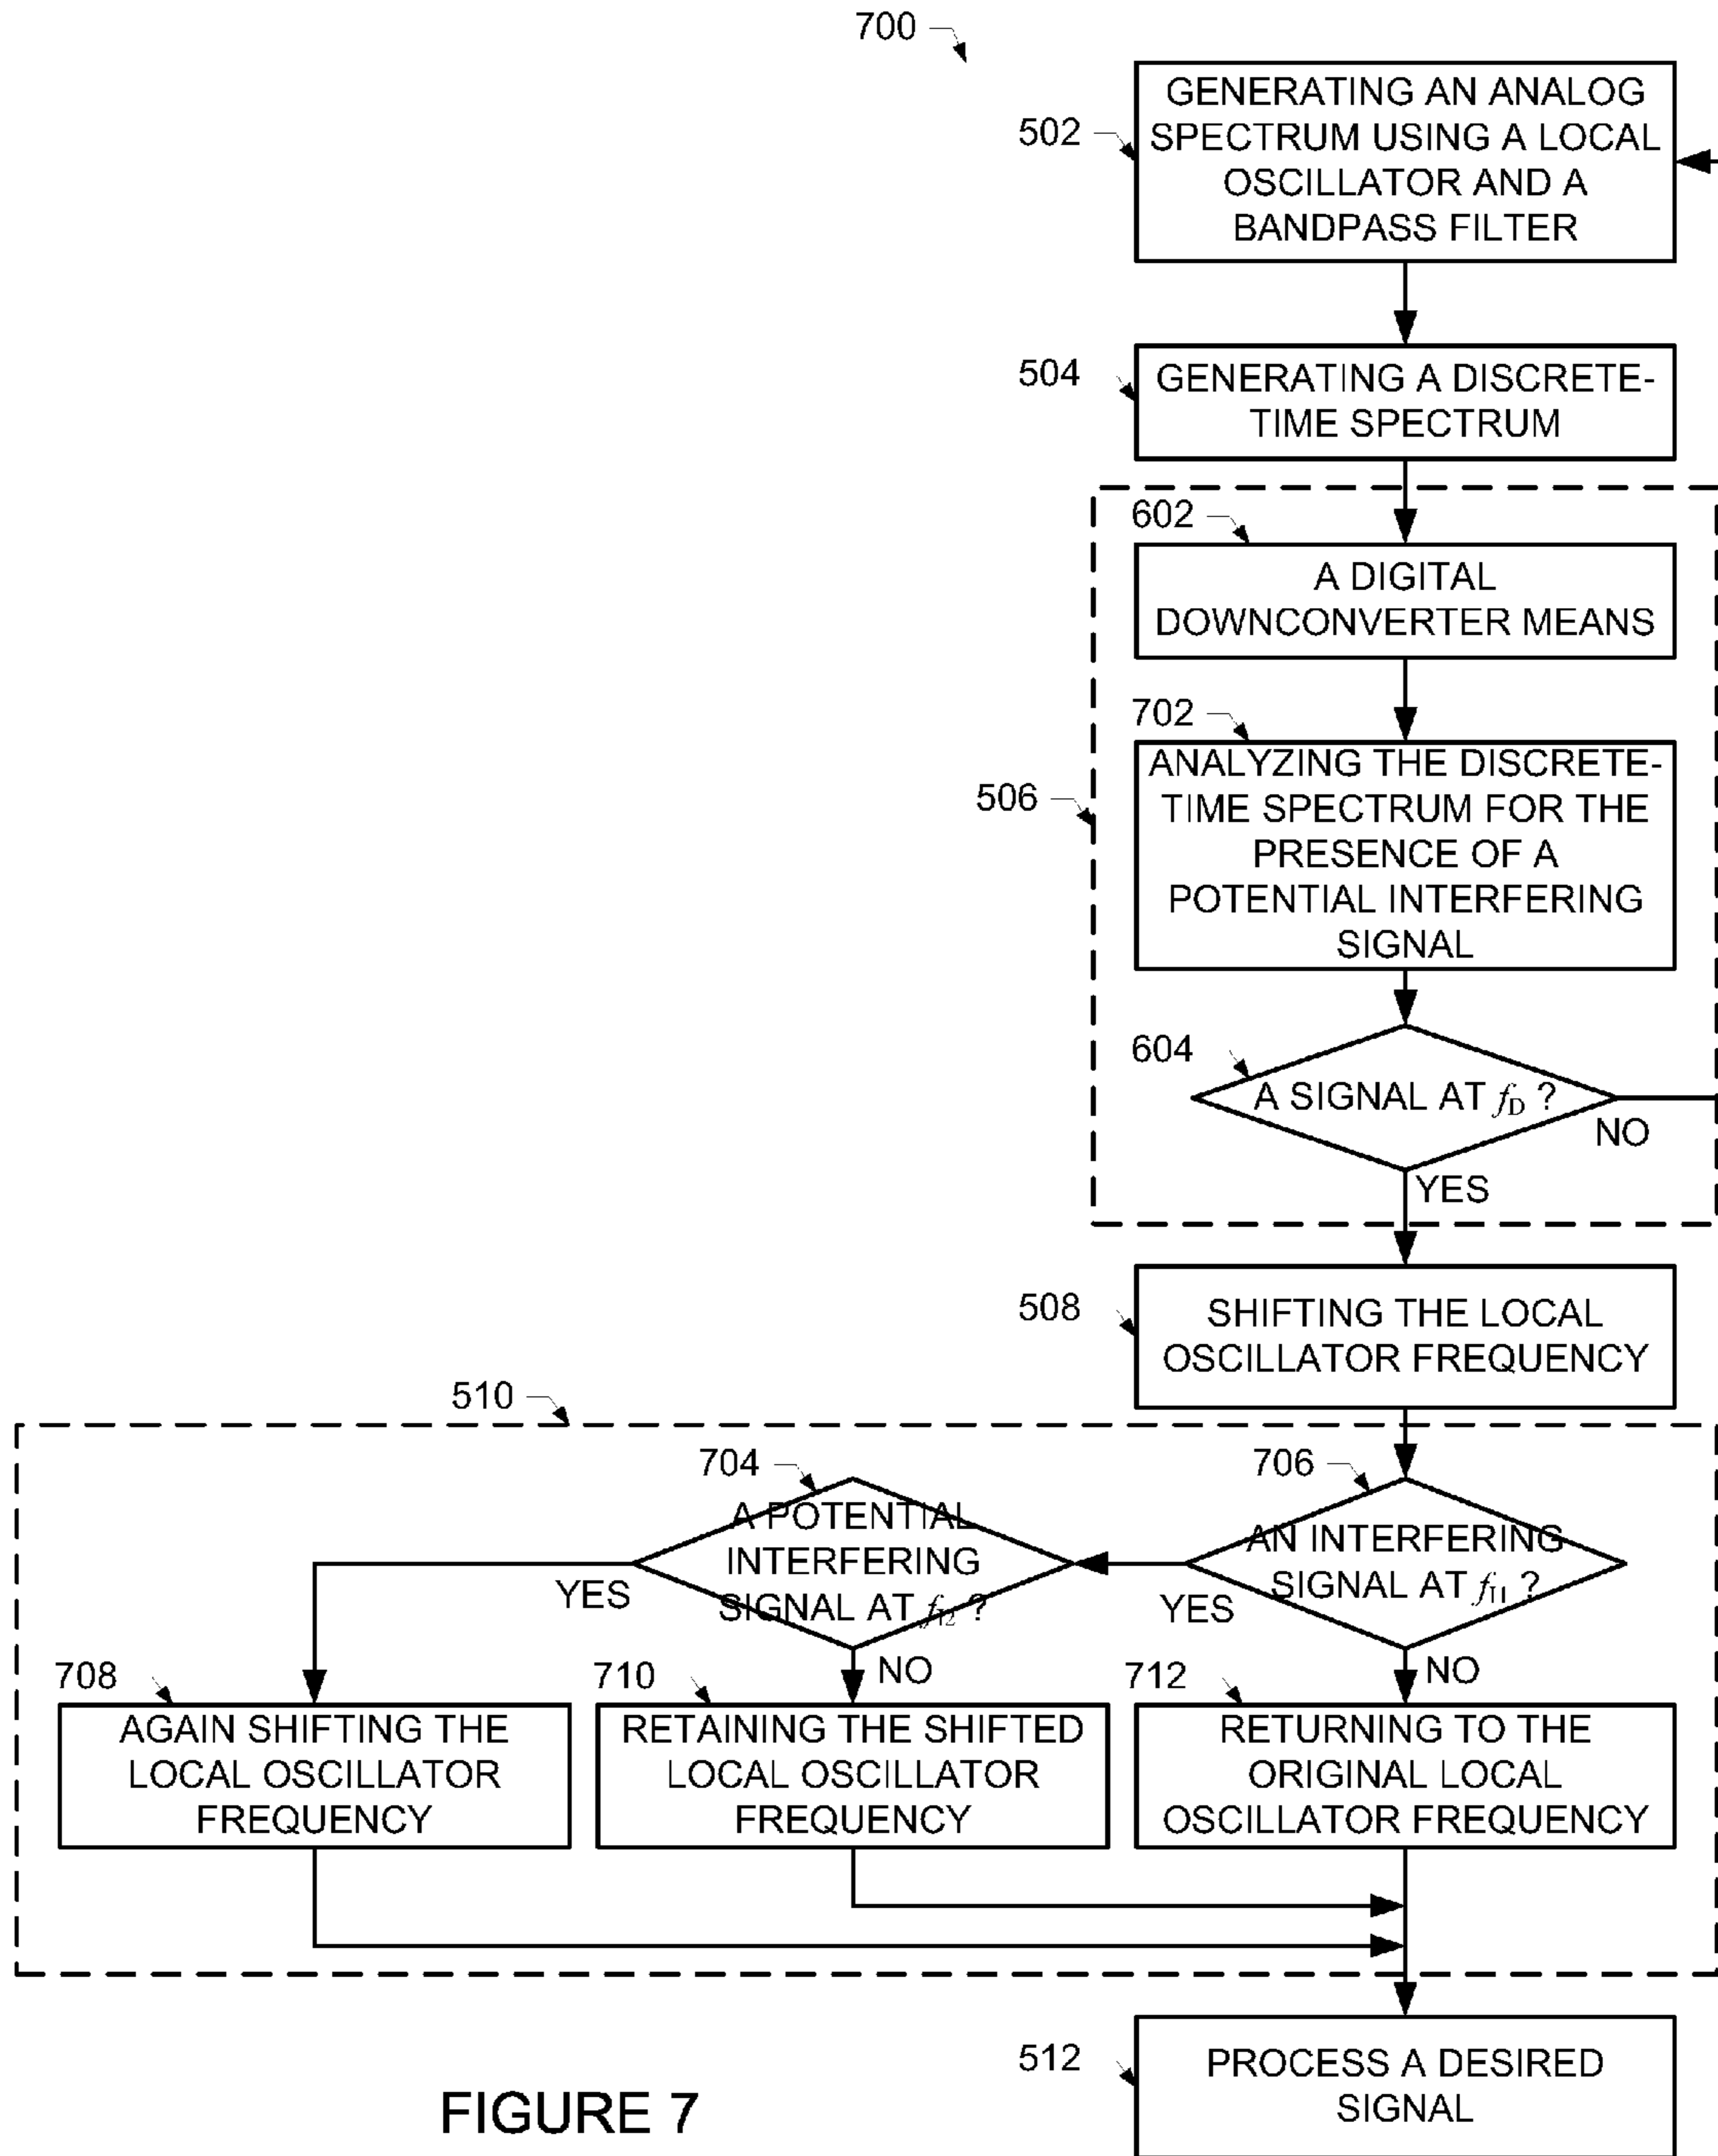 700
502
GENERATING AN ANALOG
SPECTRUM USING A LOCAL
OSCILLATOR AND A
BANDPASS FILTER
504
GENERATING A DISCRETE-
TIME SPECTRUM
602
A DIGITAL
DOWNCONVERTER MEANS
702
506
ANALYZING THE DISCRETE-
TIME SPECTRUM FOR THE
PRESENCE OF A
POTENTIAL INTERFERING
SIGNAL
604
A SIGNAL AT fD ?
NO
YES
508
SHIFTING THE LOCAL
OSCILLATOR FREQUENCY
510
704
A POTENTIAL
INTERFERING
SIGNAL AT fI2 ?
YES
NO
706
AN INTERFERING
SIGNAL AT fI1 ?
YES
NO
708
AGAIN SHIFTING THE
LOCAL OSCILLATOR
FREQUENCY
710
RETAINING THE SHIFTED
LOCAL OSCILLATOR
FREQUENCY
712
RETURNING TO THE
ORIGINAL LOCAL
OSCILLATOR FREQUENCY
512
PROCESS A DESIRED
SIGNAL
FIGURE 7